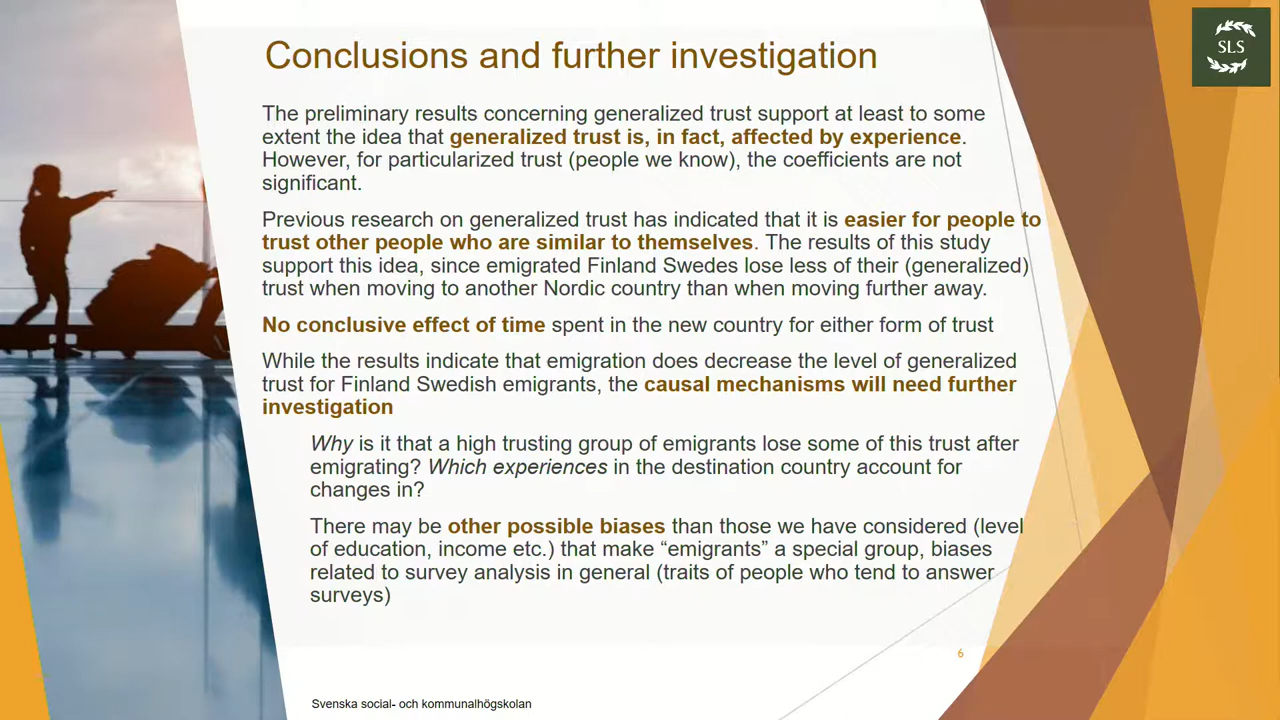 Conclusions and further investigation
SLS
The preliminary results concerning generalized trust support at least to some
extent the idea that generalized trust is, in fact, affected by experience.
However, for particularized trust (people we know), the coefficients are not
significant.
Previous research on generalized trust has indicated that it is easier for people to
trust other people who are similar to themselves. The results of this study
support this idea, since emigrated Finland Swedes lose less of their (generalized)
trust when moving to another Nordic country than when moving further away.
No conclusive effect of time spent in the new country for either form of trust
While the results indicate that emigration does decrease the level of generalized
trust for Finland Swedish emigrants, the causal mechanisms will need further
investigation
Why is it that a high trusting group of emigrants lose some of this trust after
emigrating? Which experiences in the destination country account for
changes in?
There may be other possible biases than those we have considered (level
of education, income etc.) that make “emigrants” a special group, biases
related to survey analysis in general (traits of people who tend to answer
surveys)
6
Svenska social- och kommunalhögskolan